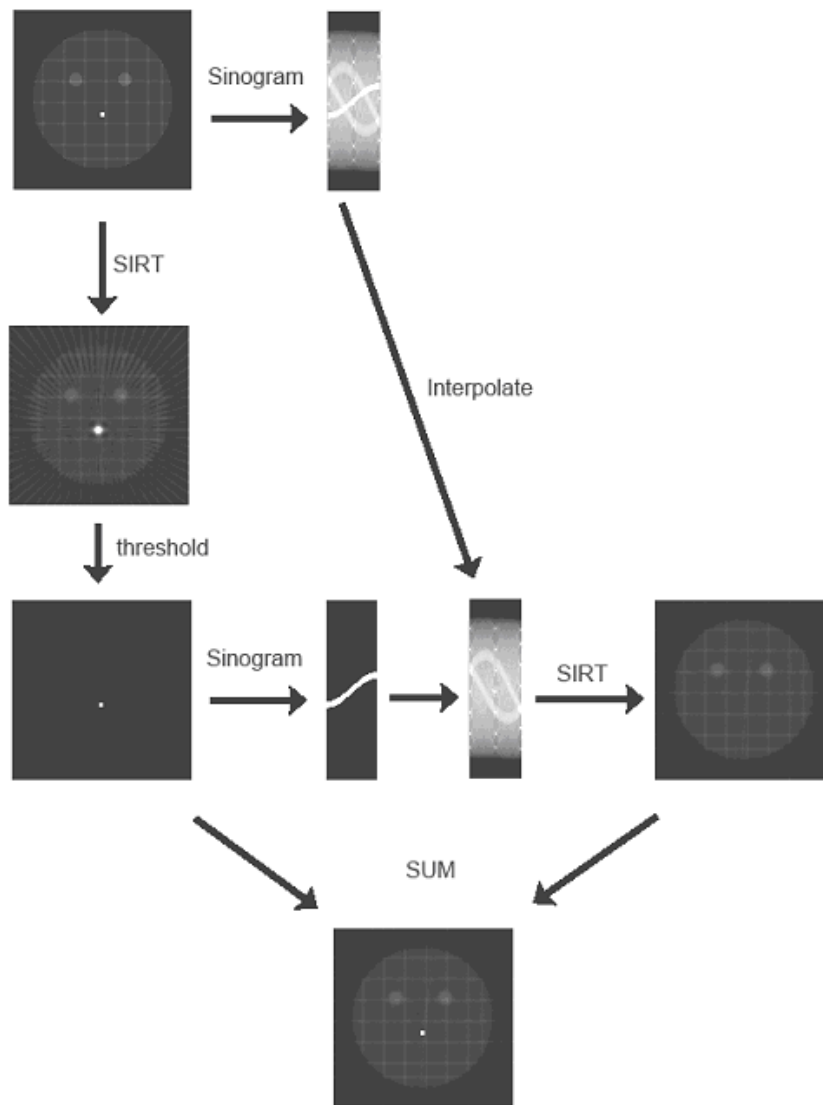 Sinogram
SIRT
Interpolate
threshold
Sinogram
SIRT
SUM